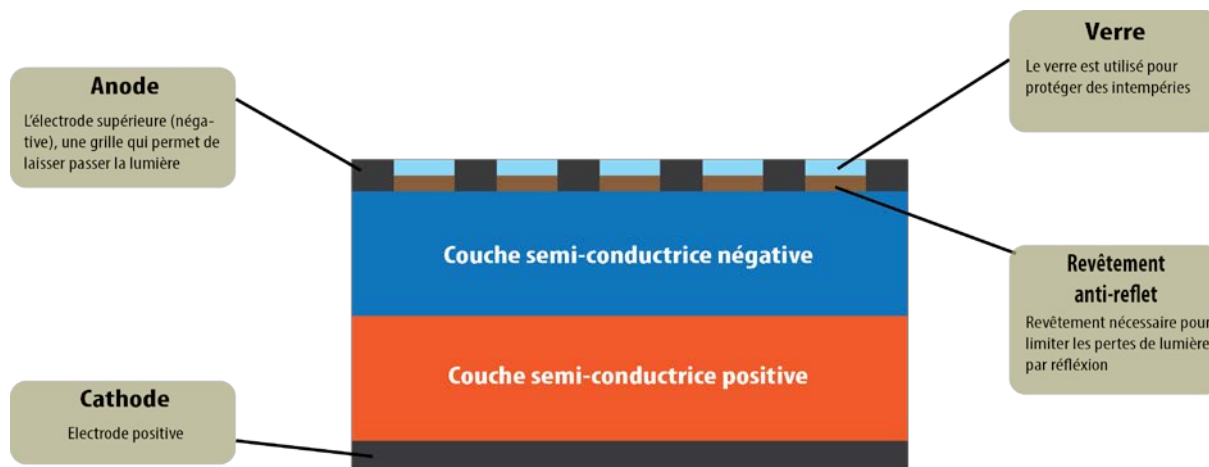 Anode
L'électrode supérieure (néga-
tive), une grille qui permet de
laisser passer la lumière
Verre
Le verre est utilisé pour
protéger des intempéries
Couche semi-conductrice négative
Revêtement
anti-reflet
Revêtement nécessaire pour
limiter les pertes de lumière
par réfléxion
Couche semi-conductrice positive
Cathode
Electrode positive